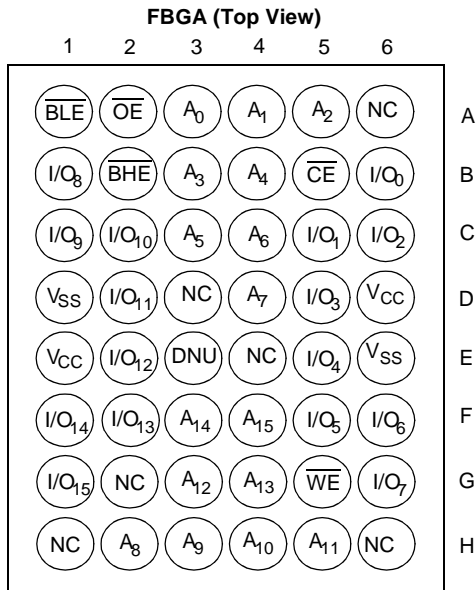 FBGA (Top View)
1 2 3 4 5 6
BLE OE A0 A1 A2 NC A
I/O8 BHE A3 A4 CE I/O0 B
I/O9 I/O10 A5 A6 I/O1 I/O2 C
VSS I/O11 NC A7 I/O3 VCC D
VCC I/O12 DNU NC I/O4 VSS E
I/O14 I/O13 A14 A15 I/O5 I/O6 F
I/O15 NC A12 A13 WE I/O7 G
NC A8 A9 A10 A11 NC H